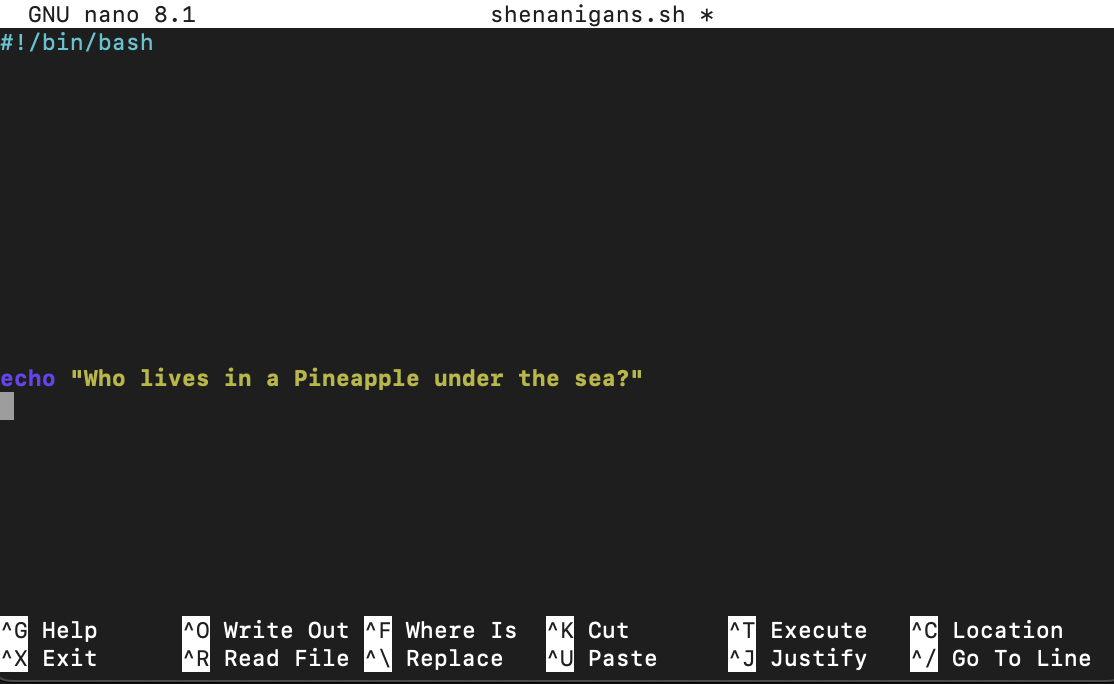 GNU nano 8.1 shenanigans.sh *
#!/bin/bash
echo "Who lives in a Pineapple under the sea?"
^G Help ^O Write Out ^F Where Is ^K Cut ^T Execute ^C Location
^X Exit ^R Read File ^\ Replace ^U Paste ^J Justify ^/ Go To Line